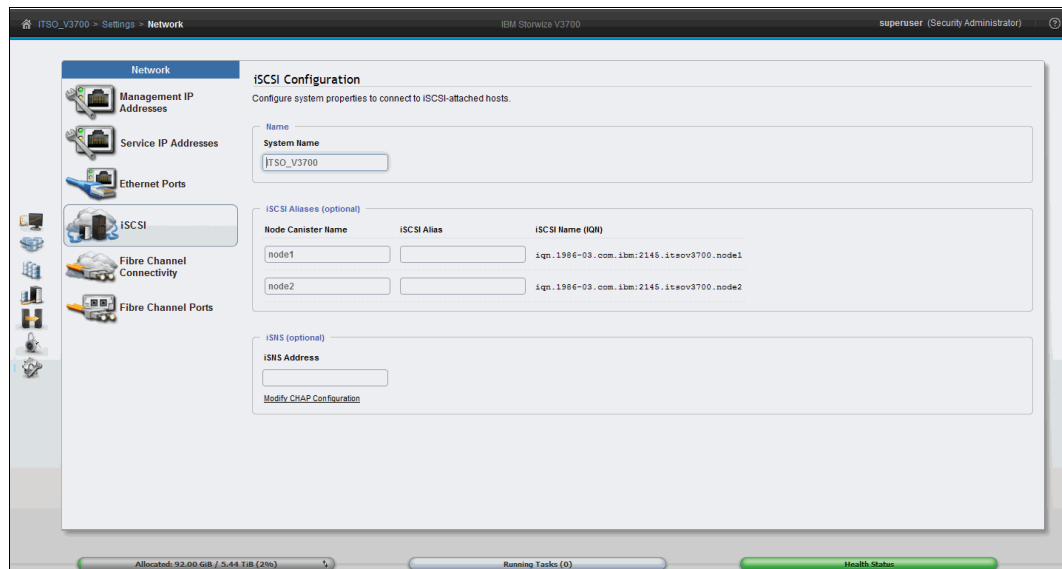 ITSO_V3700 > Settings > Network
IBM Storwize V3700
superuser (Security Administrator)
?
Network
Management IP
Addresses
Service IP Addresses
Ethernet Ports
iSCSI
Fibre Channel
Connectivity
Fibre Channel Ports
iSCSI Configuration
Configure system properties to connect to iSCSI-attached hosts.
Name
System Name
ITSO_V3700
iSCSI Aliases (optional)
Node Canister Name iSCSI Alias iSCSI Name (IQN)
node1 iqn.1986-03.com.ibm:2145.itsov3700.node1
node2 iqn.1986-03.com.ibm:2145.itsov3700.node2
iSNS (optional)
iSNS Address
Modify CHAP Configuration
Allocated: 92.00 GiB / 5.44 TiB (2%)
Running Tasks (0)
Health Status